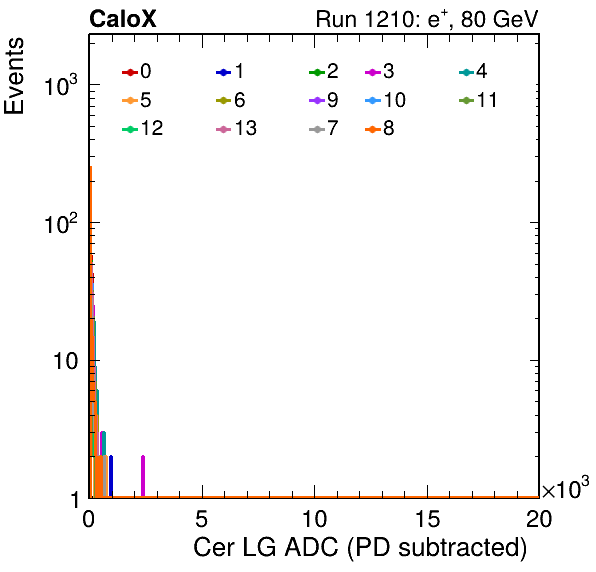 CaloX Run 1210: e⁺, 80 GeV
Events
0 1 2 3 4
5 6 9 10 11
12 13 7 8
10³
10²
10
1
0 5 10 15 20 ×10³
Cer LG ADC (PD subtracted)